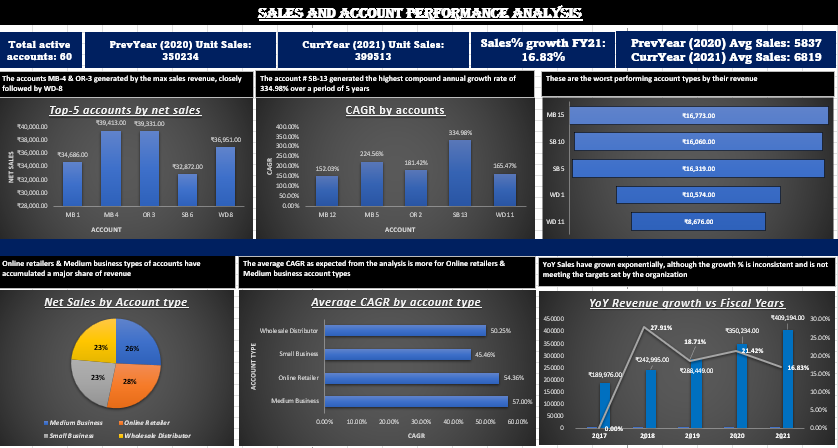 SALES AND ACCOUNT PERFORMANCE ANALYSIS
Total active
accounts: 60
PrevYear (2020) Unit Sales:
350234
CurrYear (2021) Unit Sales:
399513
Sales% growth FY21:
16.83%
PrevYear (2020) Avg Sales: 5837
CurrYear (2021) Avg Sales: 6819
The accounts MB-4 & OR-3 generated by the max sales revenue, closely
followed by WD-8
The account # SB-13 generated the highest compound annual growth rate of
334.98% over a period of 5 years
These are the worst performing account types by their revenue
Top-5 accounts by net sales
NET SALES
₹40,000.00
₹38,000.00
₹36,000.00
₹34,000.00
₹32,000.00
₹30,000.00
₹28,000.00
₹34,686.00
₹39,413.00
₹39,331.00
₹32,872.00
₹36,951.00
MB 1
MB 4
OR 3
SB 6
WD 8
ACCOUNT
CAGR by accounts
CAGR
400.00%
350.00%
300.00%
250.00%
200.00%
150.00%
100.00%
50.00%
0.00%
152.03%
224.56%
181.42%
334.98%
165.47%
MB 12
MB 5
OR 2
SB 13
WD 11
ACCOUNT
MB 15
₹16,773.00
SB 10
₹16,060.00
SB 5
₹16,319.00
WD 1
₹10,574.00
WD 11
₹8,676.00
Online retailers & Medium business types of accounts have
accumulated a major share of revenue
The average CAGR as expected from the analysis is more for Online retailers &
Medium business account types
YoY Sales have grown exponentially, although the growth % is inconsistent and is not
meeting the targets set by the organization
Net Sales by Account type
23%
26%
23%
28%
Medium Business
Online Retailer
Small Business
Wholesale Distributor
Average CAGR by account type
ACCOUNT TYPE
Wholesale Distributor
50.25%
Small Business
45.46%
Online Retailer
54.36%
Medium Business
57.00%
0.00%
10.00%
20.00%
30.00%
40.00%
50.00%
60.00%
CAGR
YoY Revenue growth vs Fiscal Years
450000
400000
350000
300000
250000
200000
150000
100000
50000
0
₹189,976.00
₹242,995.00
₹288,449.00
₹350,234.00
₹409,194.00
0.00%
27.91%
18.71%
21.42%
16.83%
30.00%
25.00%
20.00%
15.00%
10.00%
5.00%
0.00%
2017
2018
2019
2020
2021